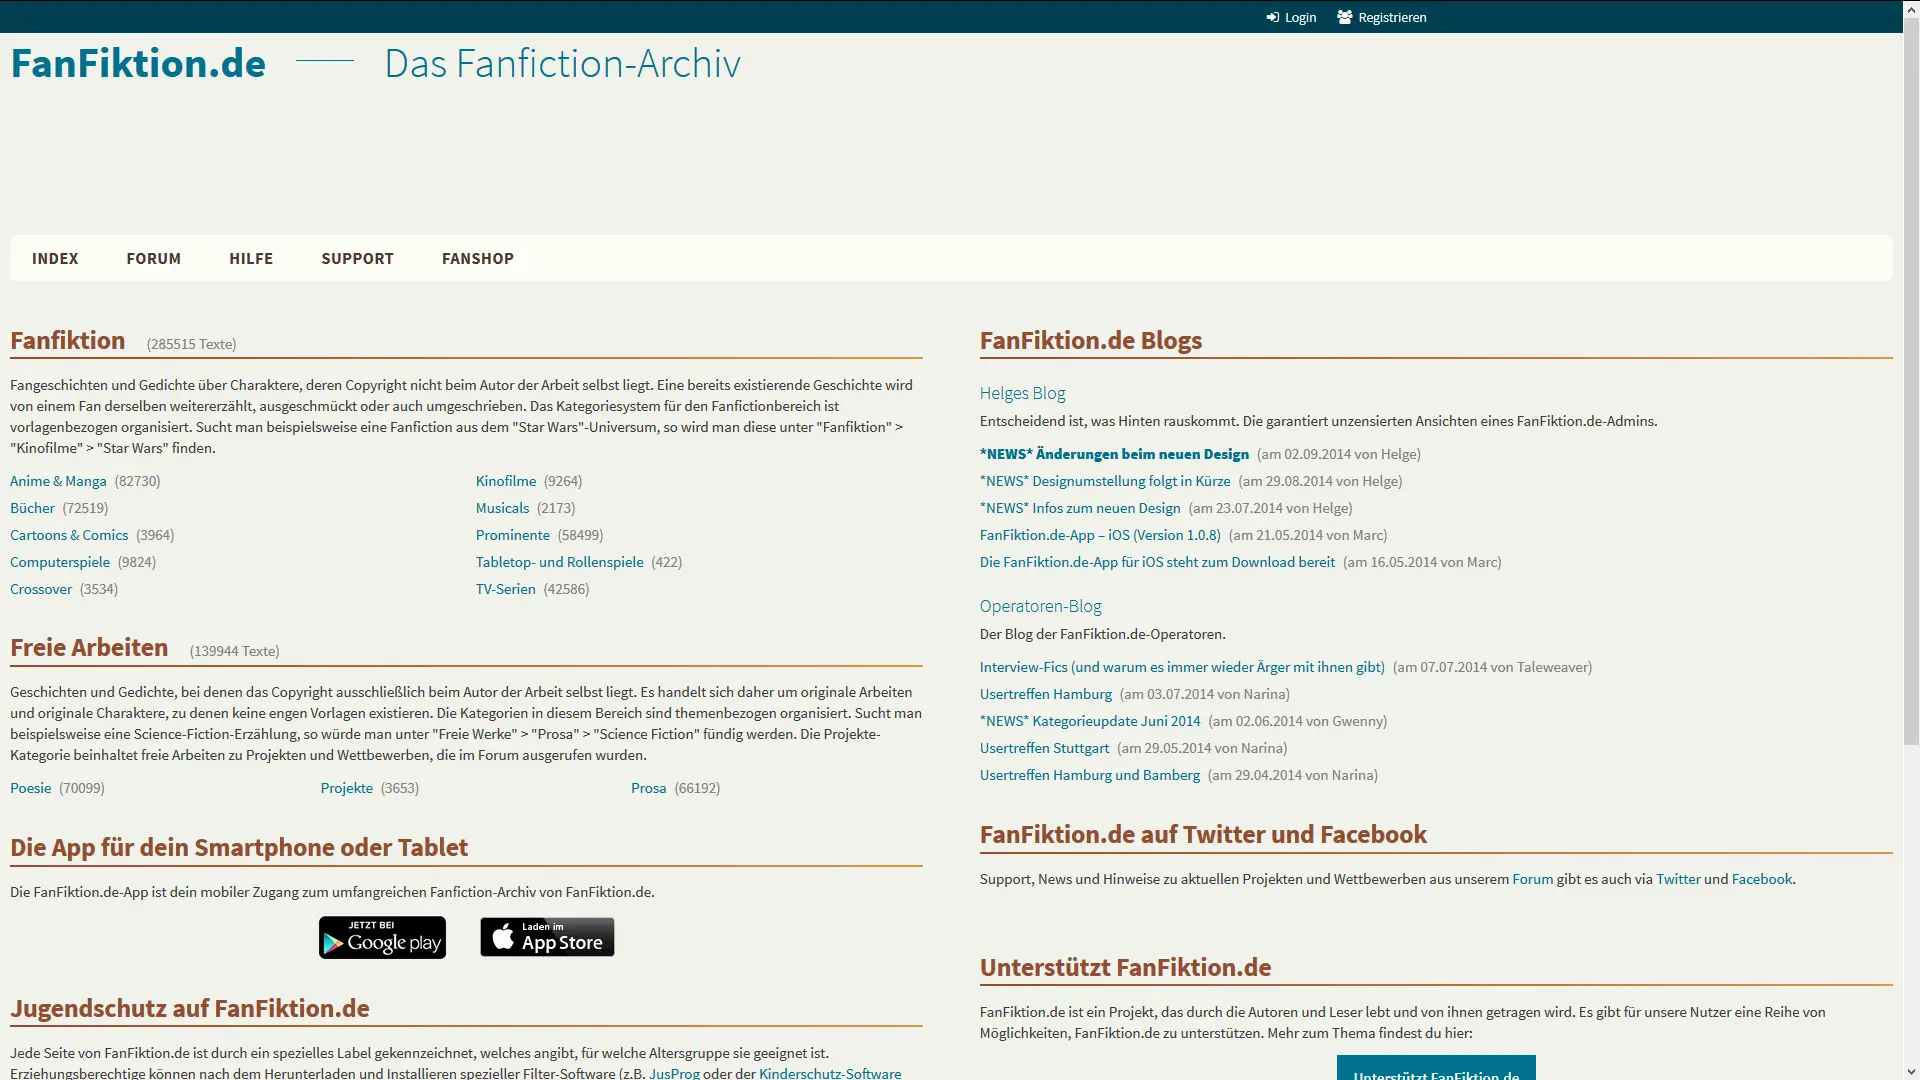 Login Registrieren
FanFiktion.de Das Fanfiction-Archiv
INDEX FORUM HILFE SUPPORT FANSHOP
Fanfiktion (285515 Texte)
Fangeschichten und Gedichte über Charaktere, deren Copyright nicht beim Autor der Arbeit selbst liegt. Eine bereits existierende Geschichte wird
von einem Fan derselben weitererzählt, ausgeschmückt oder auch umgeschrieben. Das Kategoriesystem für den Fanfictionbereich ist
vorlagenbezogen organisiert. Sucht man beispielsweise eine Fanfiction aus dem "Star Wars"-Universum, so wird man diese unter "Fanfiktion" >
"Kinofilme" > "Star Wars" finden.
Anime & Manga (82730)
Bücher (72519)
Cartoons & Comics (3964)
Computerspiele (9824)
Crossover (3534)
Kinofilme (9264)
Musicals (2173)
Prominente (58499)
Tabletop- und Rollenspiele (422)
TV-Serien (42586)
Freie Arbeiten (139944 Texte)
Geschichten und Gedichte, bei denen das Copyright ausschließlich beim Autor der Arbeit selbst liegt. Es handelt sich daher um originale Arbeiten
und originale Charaktere, zu denen keine engen Vorlagen existieren. Die Kategorien in diesem Bereich sind themenbezogen organisiert. Sucht man
beispielsweise eine Science-Fiction-Erzählung, so würde man unter "Freie Werke" > "Prosa" > "Science Fiction" fündig werden. Die Projekte-
Kategorie beinhaltet freie Arbeiten zu Projekten und Wettbewerben, die im Forum ausgerufen wurden.
Poesie (70099) Projekte (3653) Prosa (66192)
Die App für dein Smartphone oder Tablet
Die FanFiktion.de-App ist dein mobiler Zugang zum umfangreichen Fanfiction-Archiv von FanFiktion.de.
JETZT BEI
Google play
Laden im
App Store
Jugendschutz auf FanFiktion.de
Jede Seite von FanFiktion.de ist durch ein spezielles Label gekennzeichnet, welches angibt, für welche Altersgruppe sie geeignet ist.
Erziehungsberechtige können nach dem Herunterladen und Installieren spezieller Filter-Software (z.B. JusProg oder der Kinderschutz-Software
FanFiktion.de Blogs
Helges Blog
Entscheidend ist, was Hinten rauskommt. Die garantiert unzensierten Ansichten eines FanFiktion.de-Admins.
*NEWS* Änderungen beim neuen Design (am 02.09.2014 von Helge)
*NEWS* Designumstellung folgt in Kürze (am 29.08.2014 von Helge)
*NEWS* Infos zum neuen Design (am 23.07.2014 von Helge)
FanFiktion.de-App – iOS (Version 1.0.8) (am 21.05.2014 von Marc)
Die FanFiktion.de-App für iOS steht zum Download bereit (am 16.05.2014 von Marc)
Operatoren-Blog
Der Blog der FanFiktion.de-Operatoren.
Interview-Fics (und warum es immer wieder Ärger mit ihnen gibt) (am 07.07.2014 von Taleweaver)
Usertreffen Hamburg (am 03.07.2014 von Narina)
*NEWS* Kategorieupdate Juni 2014 (am 02.06.2014 von Gwenny)
Usertreffen Stuttgart (am 29.05.2014 von Narina)
Usertreffen Hamburg und Bamberg (am 29.04.2014 von Narina)
FanFiktion.de auf Twitter und Facebook
Support, News und Hinweise zu aktuellen Projekten und Wettbewerben aus unserem Forum gibt es auch via Twitter und Facebook.
Unterstützt FanFiktion.de
FanFiktion.de ist ein Projekt, das durch die Autoren und Leser lebt und von ihnen getragen wird. Es gibt für unsere Nutzer eine Reihe von
Möglichkeiten, FanFiktion.de zu unterstützen. Mehr zum Thema findest du hier:
Unterstützt FanFiktion.de